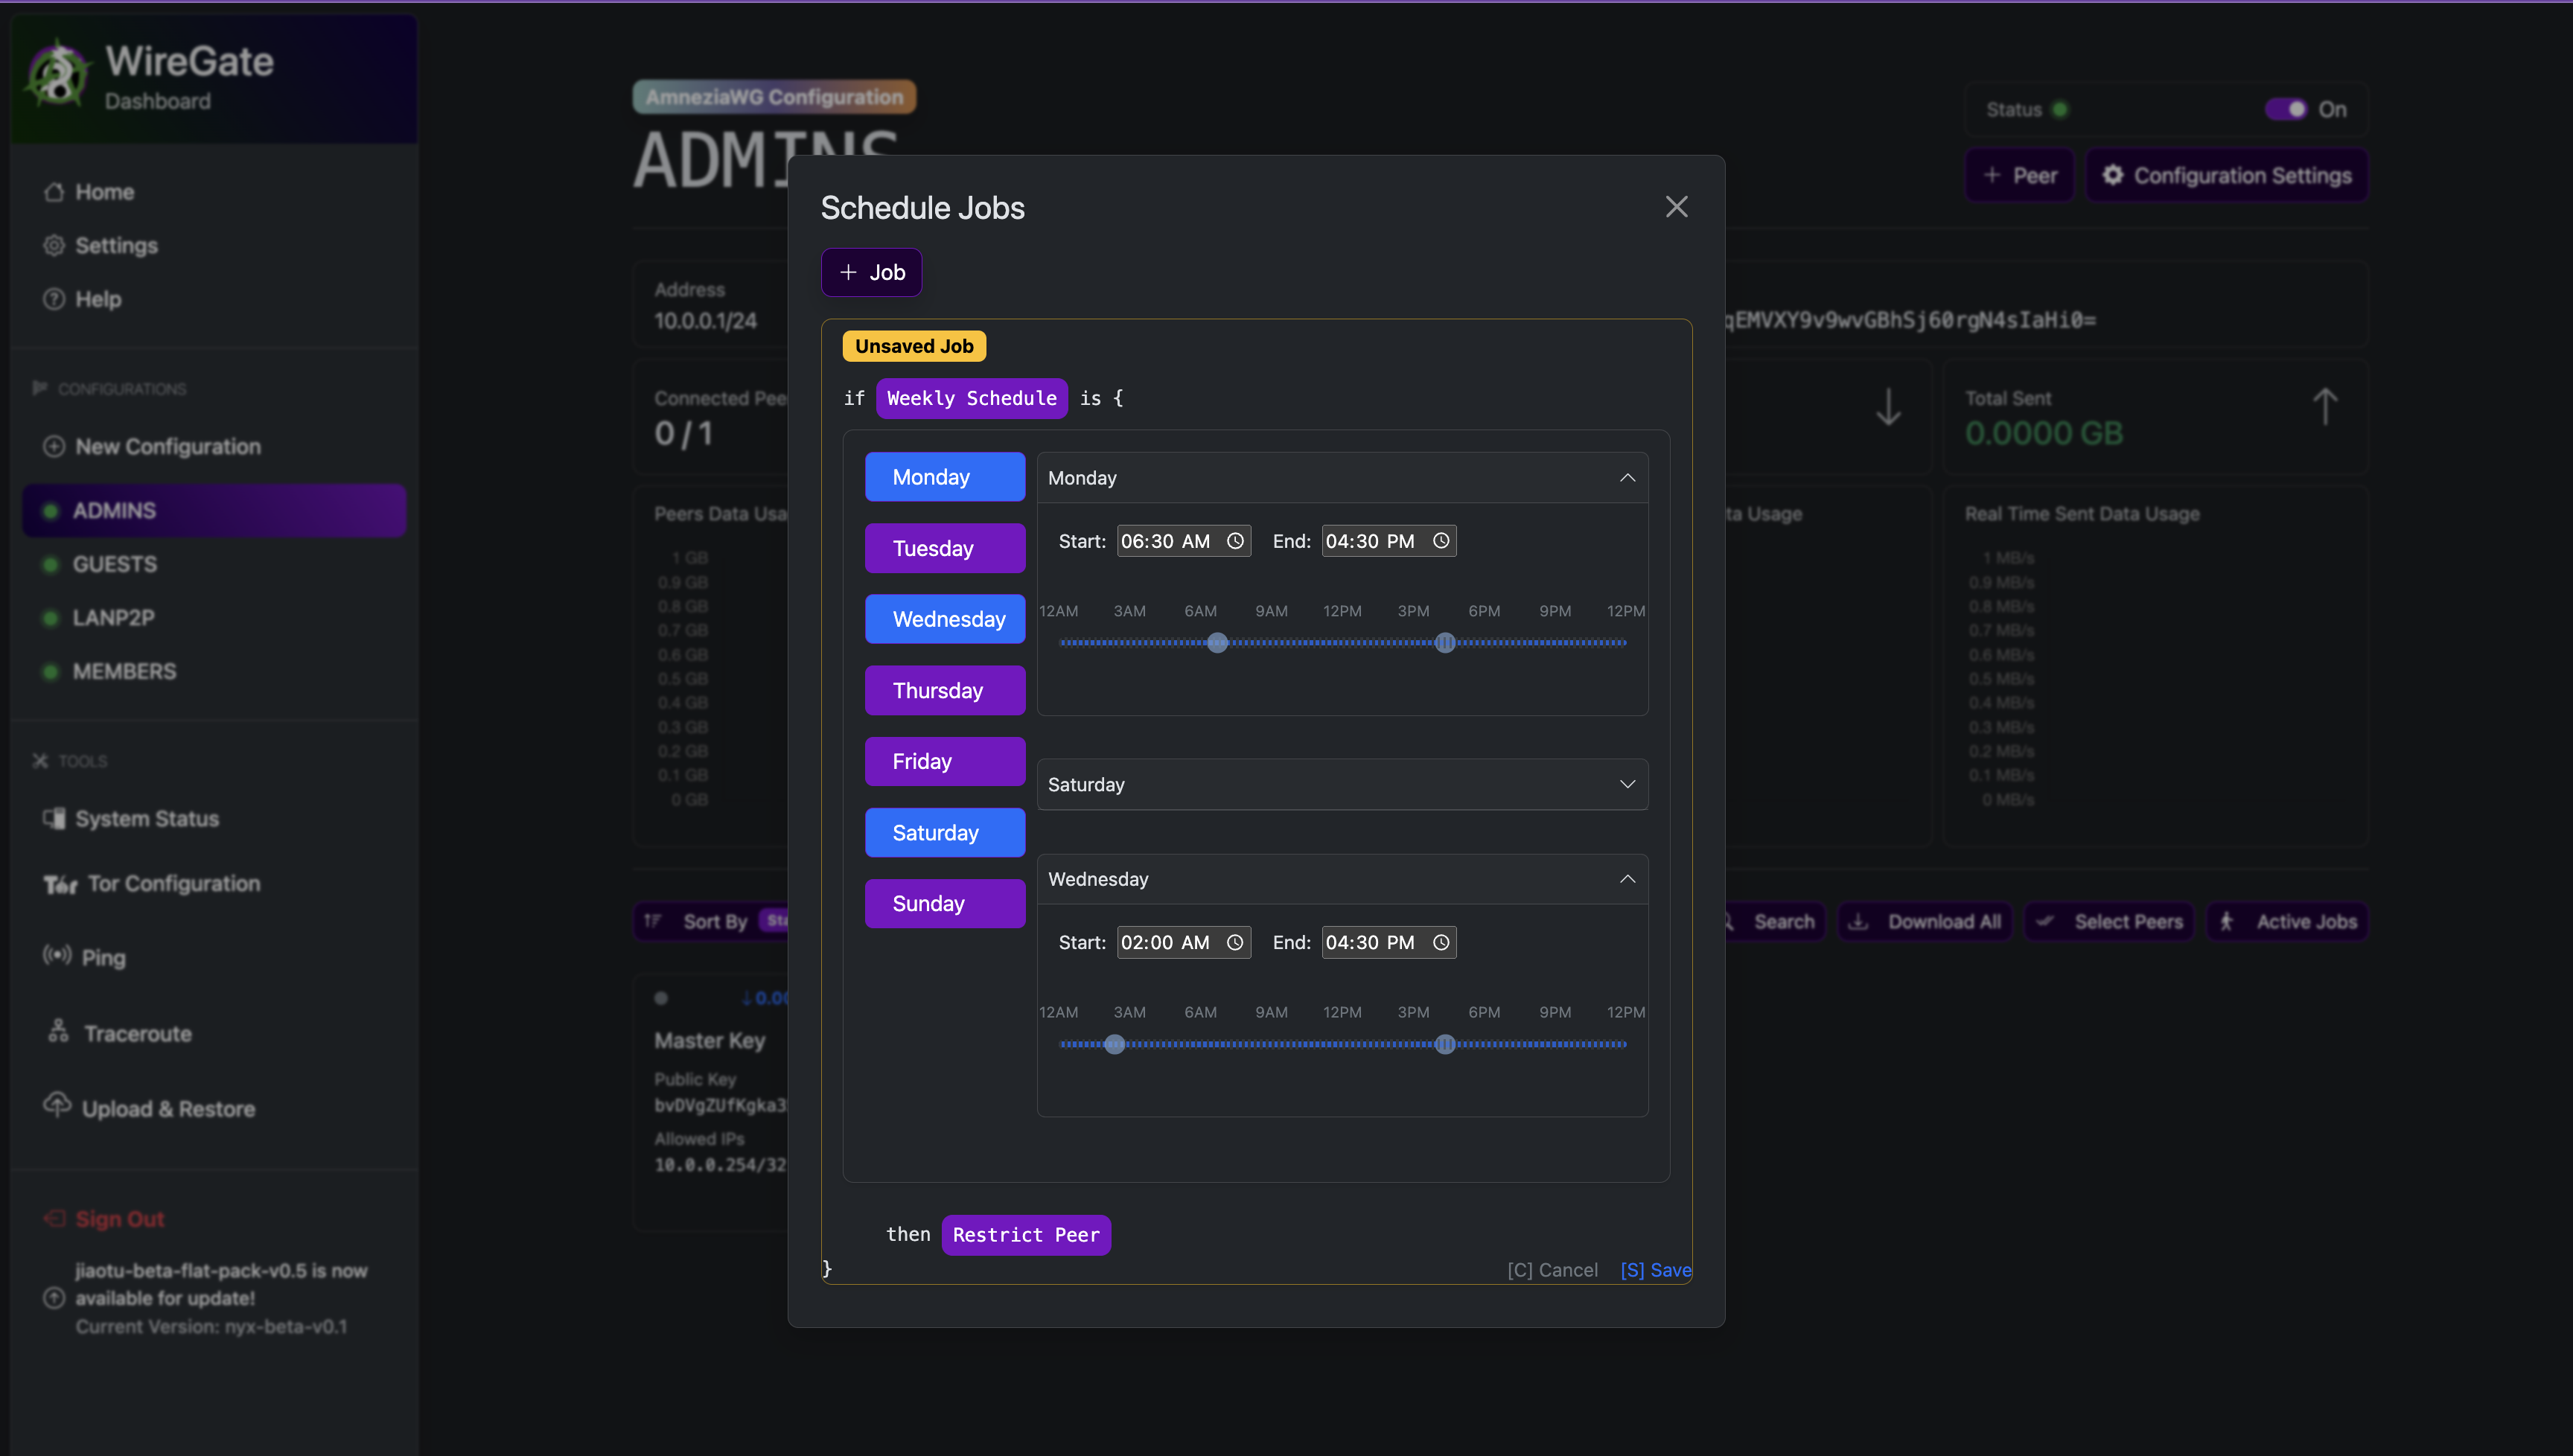 WireGate
Dashboard
Home
Settings
Help
CONFIGURATIONS
New Configuration
ADMINS
GUESTS
LANP2P
MEMBERS
TOOLS
System Status
Tor Configuration
Ping
Traceroute
Upload & Restore
Sign Out
jiaotu-beta-flat-pack-v0.5 is now
available for update!
Current Version: nyx-beta-v0.1
AmneziaWG Configuration
ADMINS
Status
On
+ Peer
Configuration Settings
Address
10.0.0.1/24
qEMVXY9v9wvGBhSj60rgN4sIaHi0=
Connected Pee
0 / 1
Total Sent
0.0000 GB
Peers Data Usa
1 GB
0.9 GB
0.8 GB
0.7 GB
0.6 GB
0.5 GB
0.4 GB
0.3 GB
0.2 GB
0.1 GB
0 GB
ta Usage
Real Time Sent Data Usage
1 MB/s
0.9 MB/s
0.8 MB/s
0.7 MB/s
0.6 MB/s
0.5 MB/s
0.4 MB/s
0.3 MB/s
0.2 MB/s
0.1 MB/s
0 MB/s
Sort By
Sta
Search
Download All
Select Peers
Active Jobs
↓0.00
Master Key
Public Key
bvDVgZUfKgka3
Allowed IPs
10.0.0.254/32
Schedule Jobs
+ Job
Unsaved Job
if Weekly Schedule is {
Monday
Tuesday
Wednesday
Thursday
Friday
Saturday
Sunday
Monday
Start: 06:30 AM End: 04:30 PM
12AM 3AM 6AM 9AM 12PM 3PM 6PM 9PM 12PM
Saturday
Wednesday
Start: 02:00 AM End: 04:30 PM
12AM 3AM 6AM 9AM 12PM 3PM 6PM 9PM 12PM
then Restrict Peer
}
[C] Cancel [S] Save